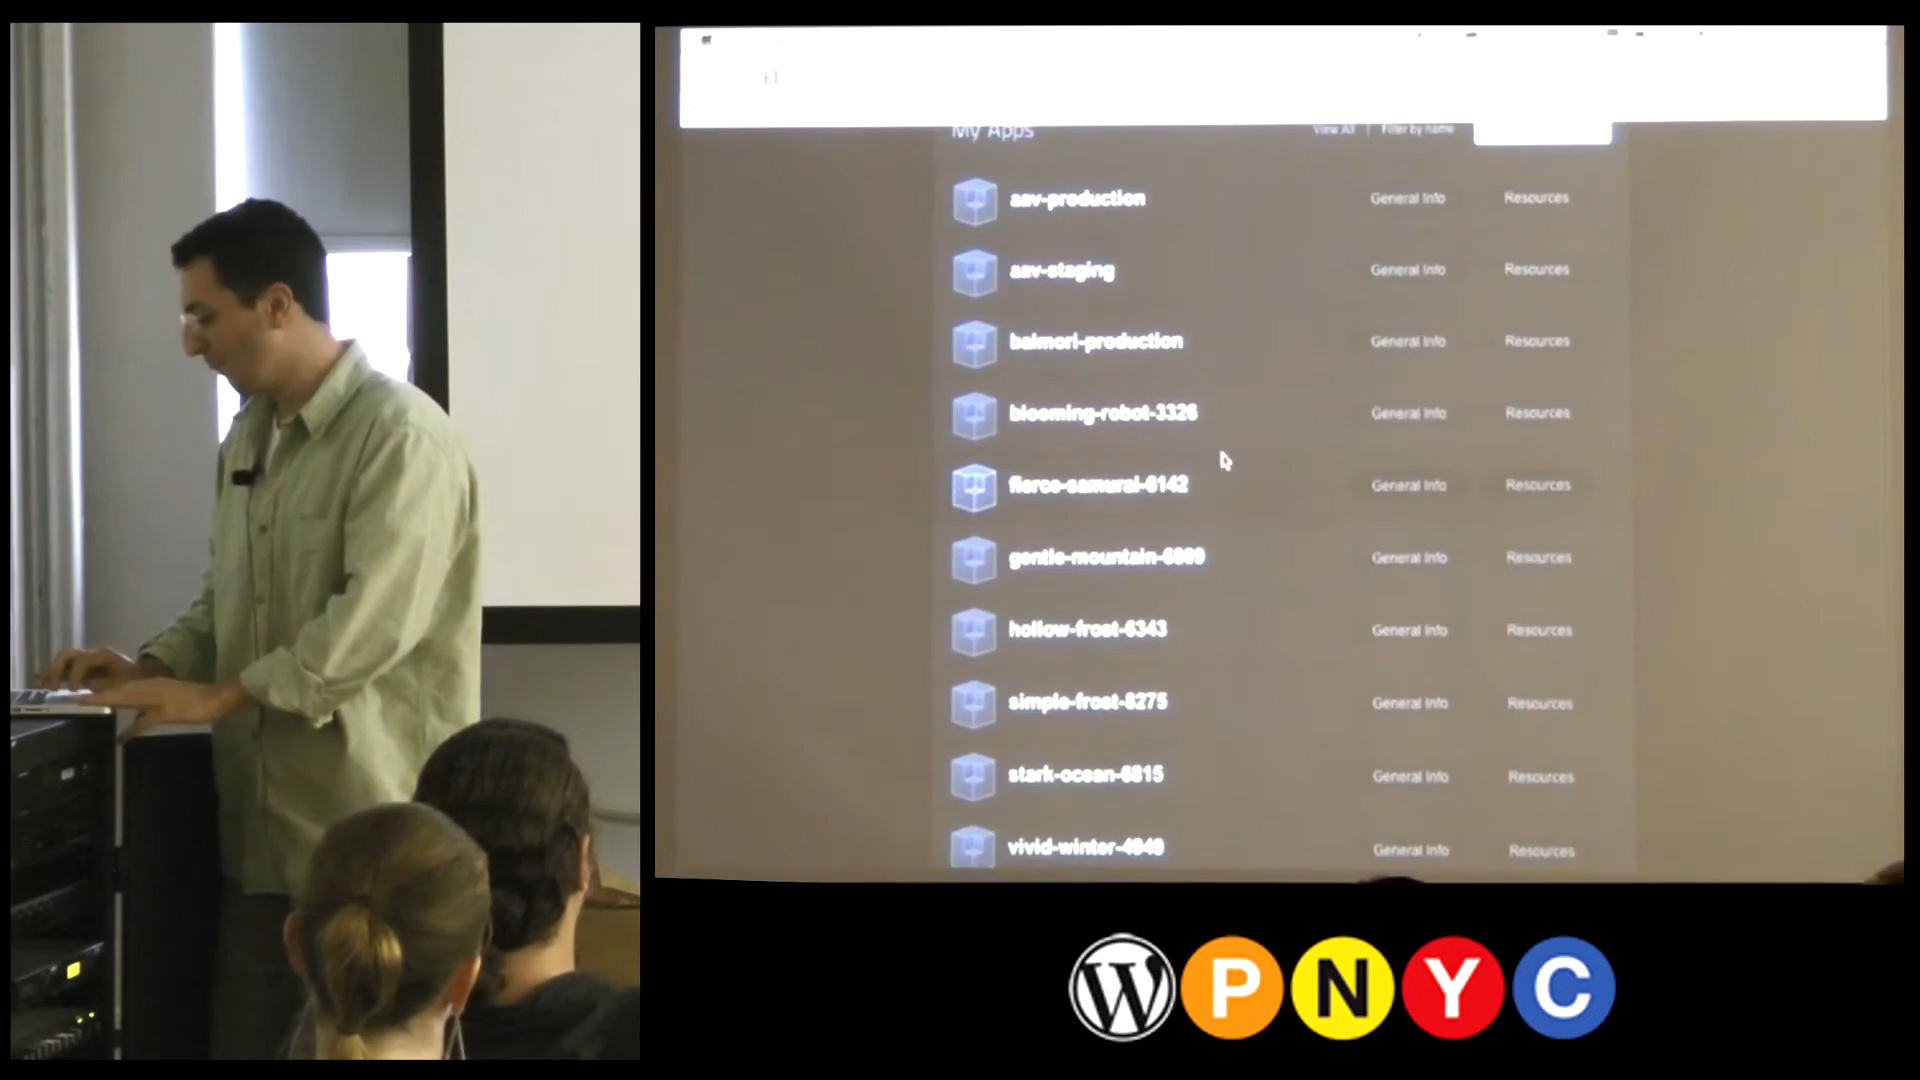 My Apps View All | Filter by name
aav-production General Info Resources
aav-staging General Info Resources
balmori-production General Info Resources
blooming-robot-3326 General Info Resources
fierce-samurai-6142 General Info Resources
General Info Resources
hollow-frost-6343 General Info Resources
simple-frost-8275 General Info Resources
stark-ocean-6815 General Info Resources
vivid-winter-4949 General Info Resources
W P N Y C